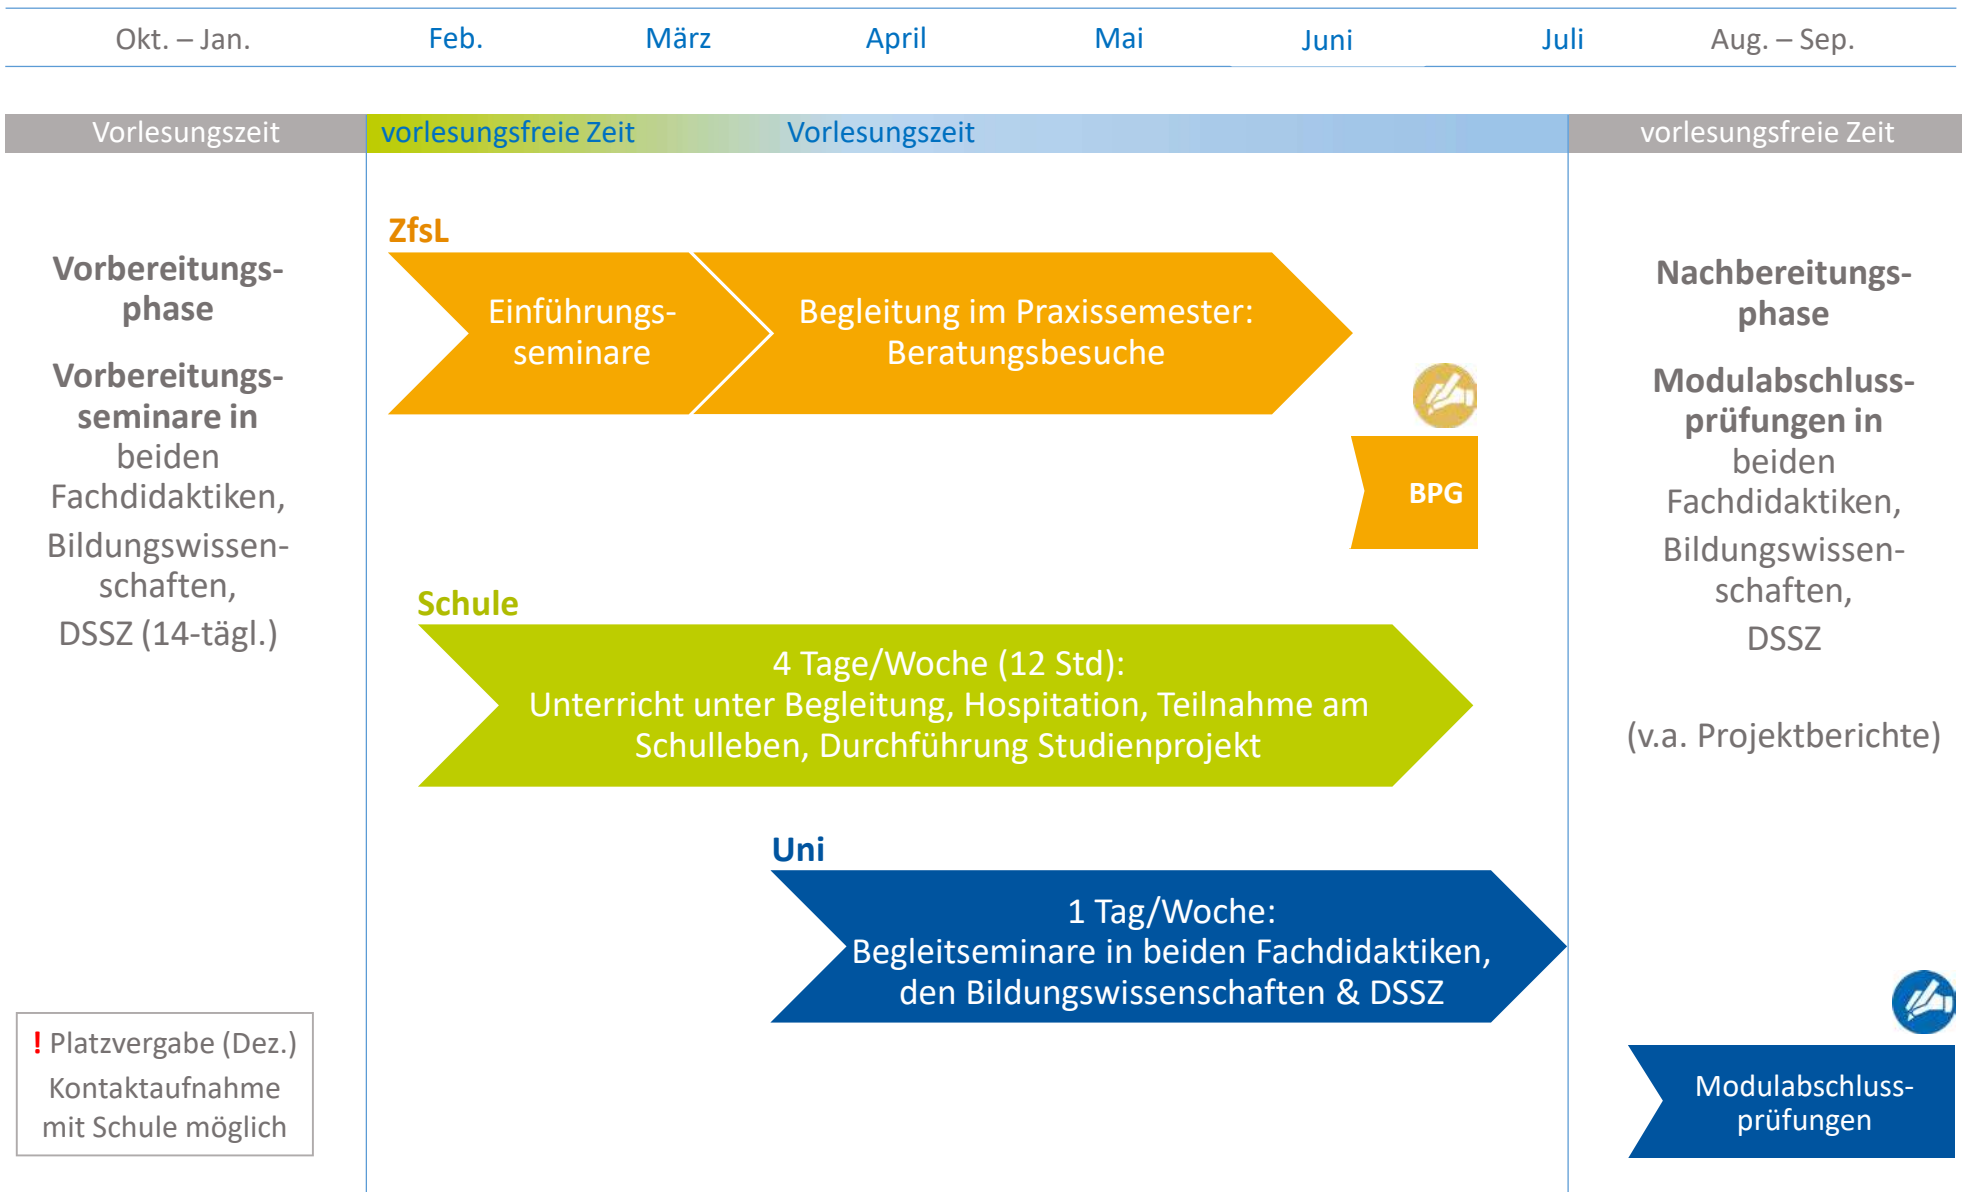 Okt. – Jan.
Feb.
März
April
Mai
Juni
Juli
Aug. – Sep.
Vorlesungszeit
vorlesungsfreie Zeit
Vorlesungszeit
vorlesungsfreie Zeit
Vorbereitungs-
phase
Vorbereitungs-
seminare in
beiden
Fachdidaktiken,
Bildungswissen-
schaften,
DSSZ (14-tägl.)
! Platzvergabe (Dez.)
Kontaktaufnahme
mit Schule möglich
ZfsL
Einführungs-
seminare
Begleitung im Praxissemester:
Beratungsbesuche
BPG
Schule
4 Tage/Woche (12 Std):
Unterricht unter Begleitung, Hospitation, Teilnahme am
Schulleben, Durchführung Studienprojekt
Uni
1 Tag/Woche:
Begleitseminare in beiden Fachdidaktiken,
den Bildungswissenschaften & DSSZ
Nachbereitungs-
phase
Modulabschluss-
prüfungen in
beiden
Fachdidaktiken,
Bildungswissen-
schaften,
DSSZ
(v.a. Projektberichte)
Modulabschluss-
prüfungen